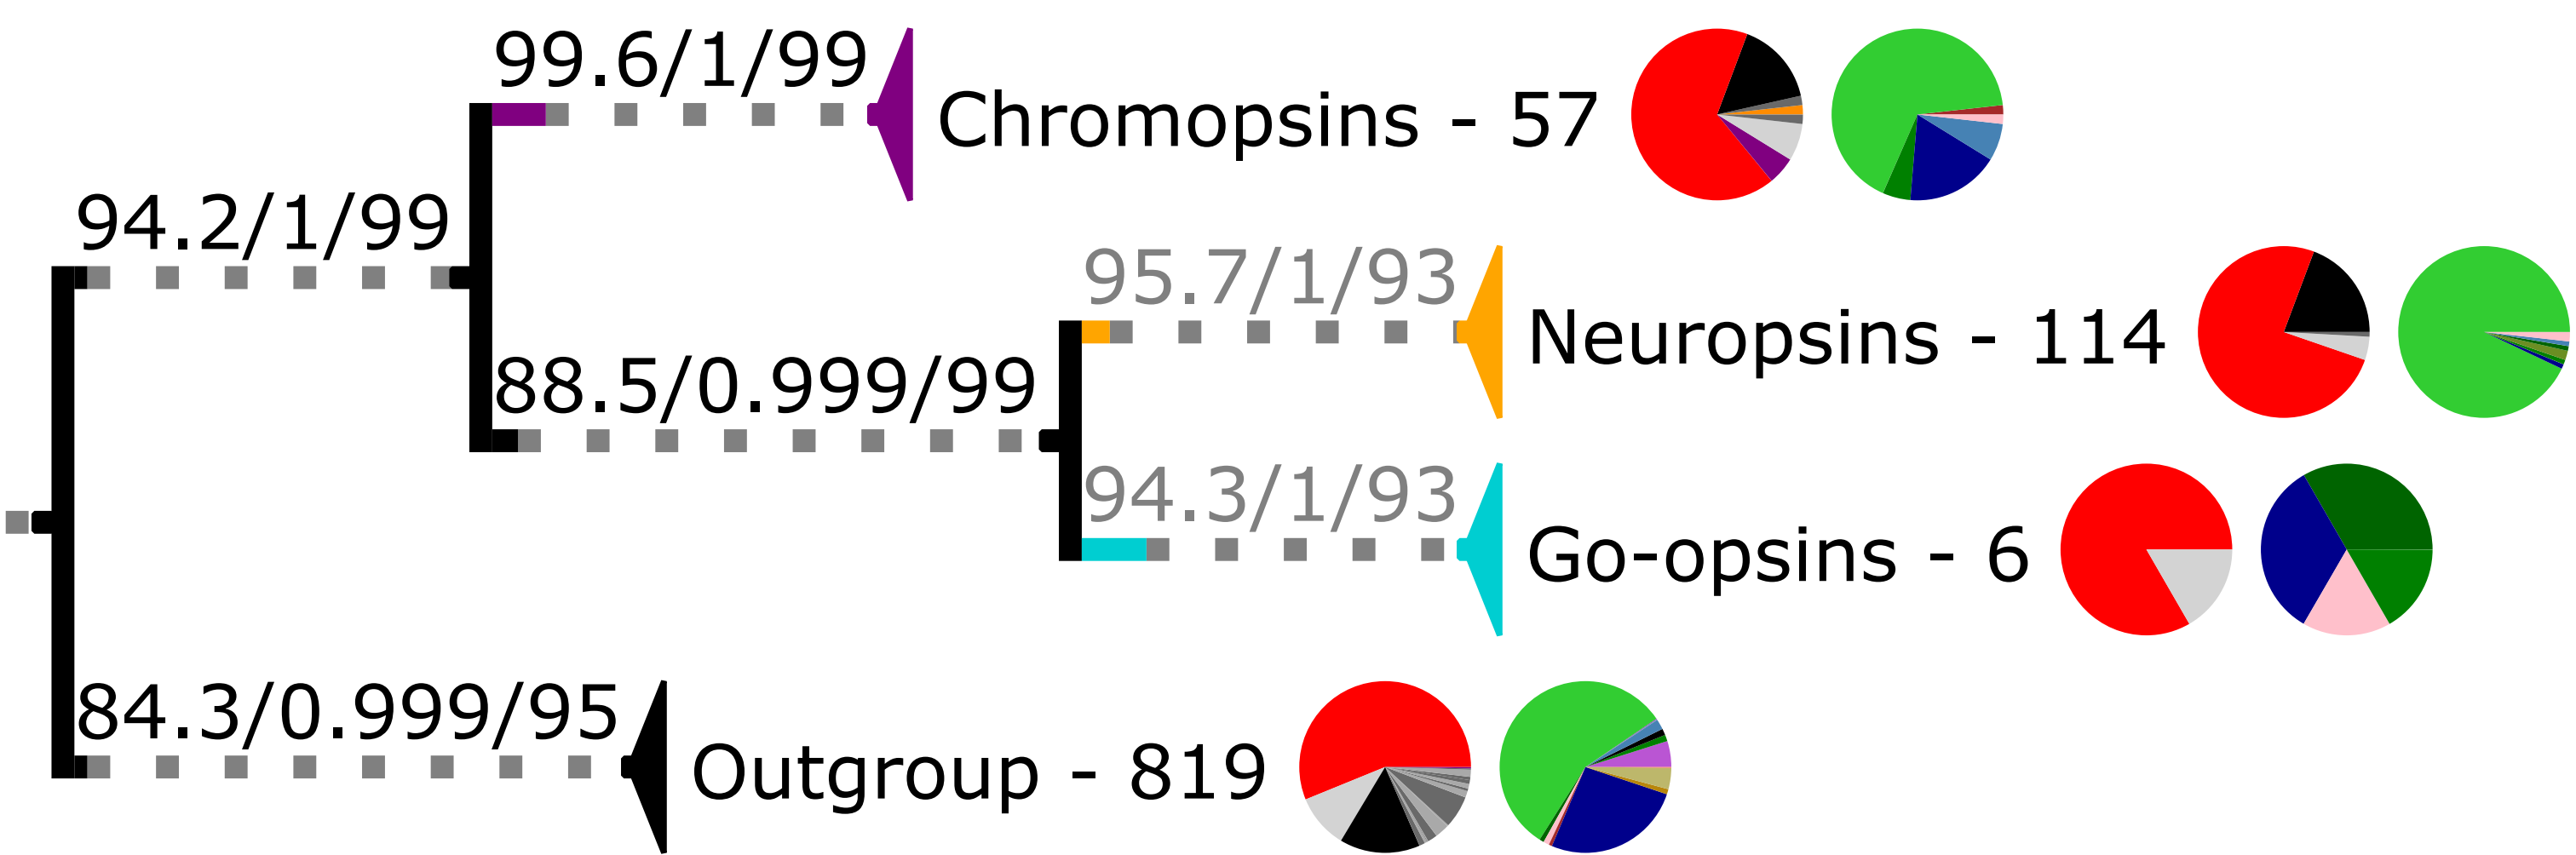 99.6/1/99
Chromopsins - 57
94.2/1/99
95.7/1/93
Neuropsins - 114
88.5/0.999/99
94.3/1/93
Go-opsins - 6
84.3/0.999/95
Outgroup - 819